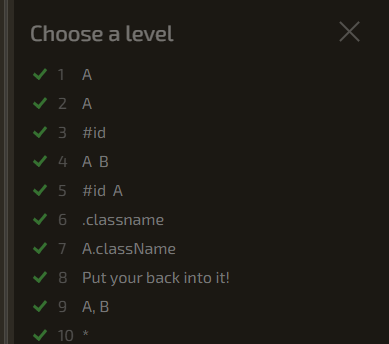 Choose a level
1 A
2 A
3 #id
4 A B
5 #id A
6 .classname
7 A.className
8 Put your back into it!
9 A, B
10 *